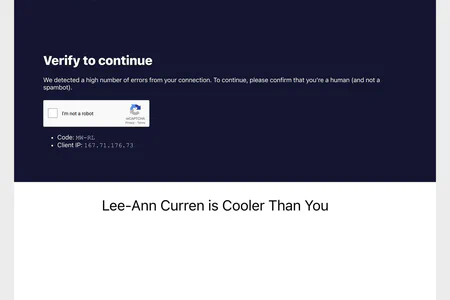 Verify to continue
We detected a high number of errors from your connection. To continue, please confirm that you're a human (and not a
spambot).
I'm not a robot
reCAPTCHA
Privacy - Terms
Code: MW-RL
Client IP: 167.71.176.73
Lee-Ann Curren is Cooler Than You